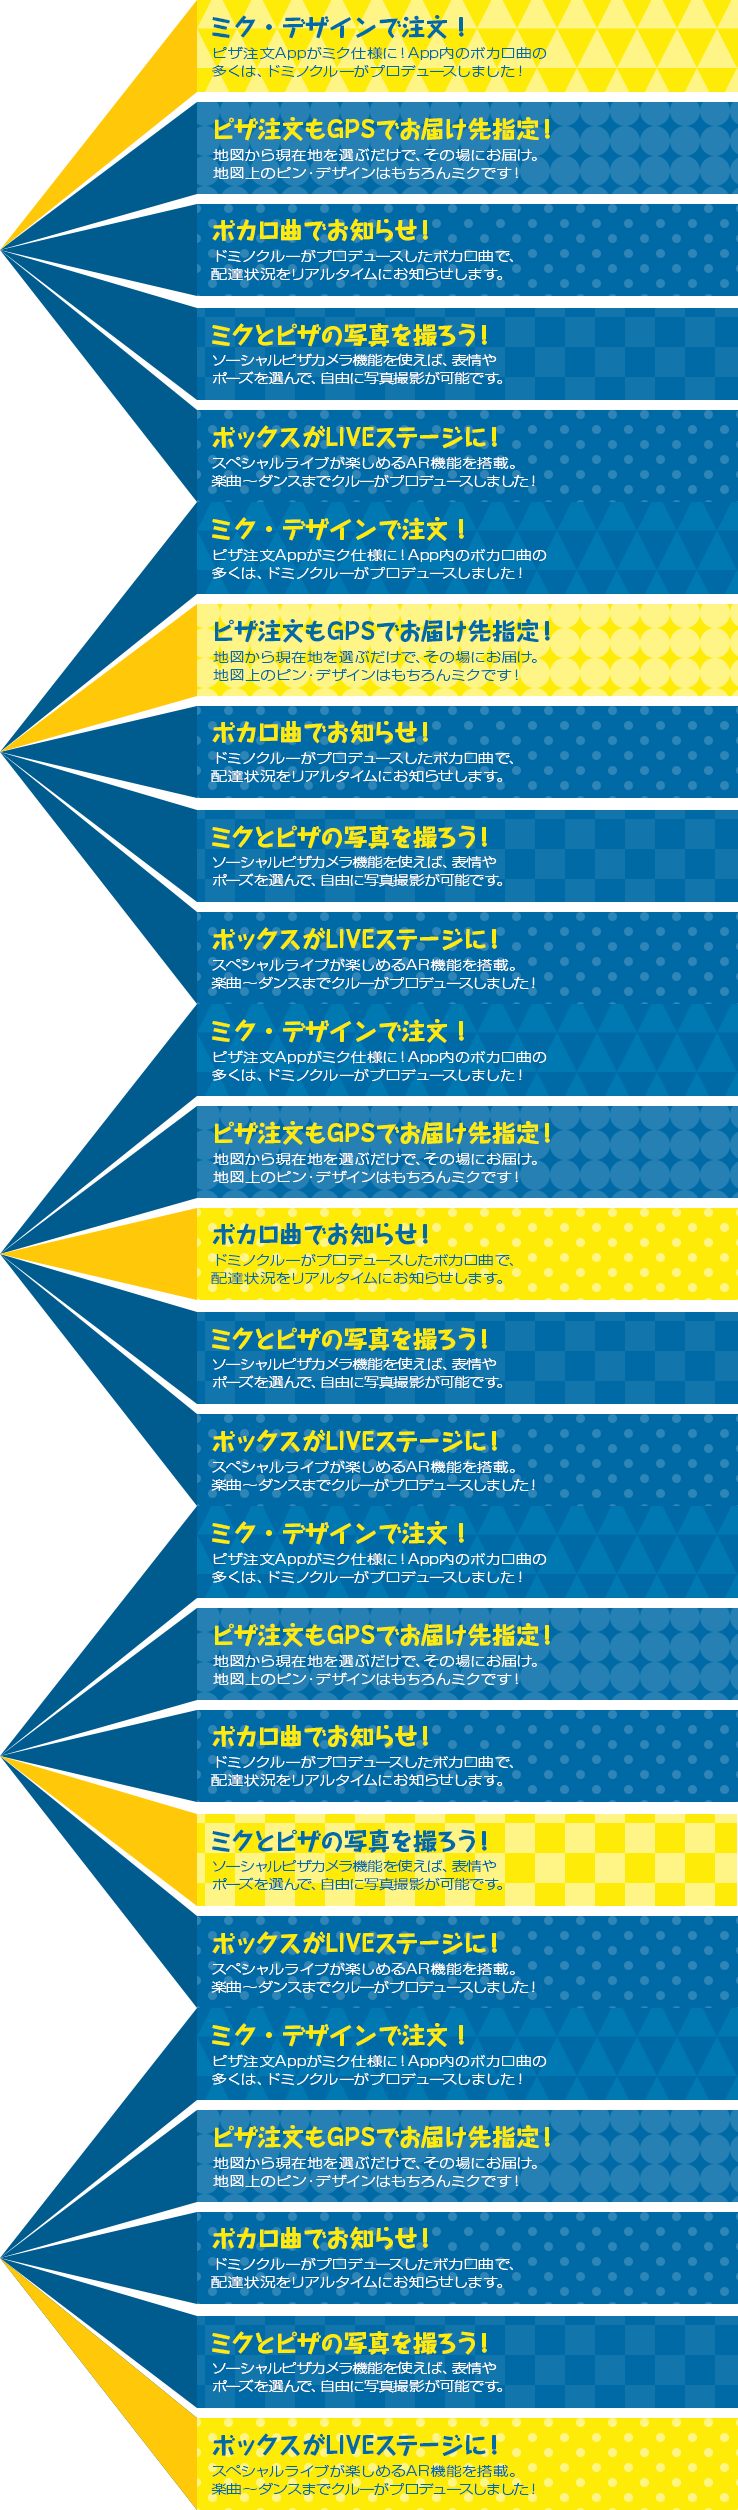 ミク・デザインで注文！
ピザ注文Appがミク仕様に！App内のボカロ曲の
多くは、ドミノクルーがプロデュースしました！
ピザ注文もGPSでお届け先指定！
地図から現在地を選ぶだけで、その場にお届け。
地図上のピン・デザインはもちろんミクです！
ボカロ曲でお知らせ！
ドミノクルーがプロデュースしたボカロ曲で、
配達状況をリアルタイムにお知らせします。
ミクとピザの写真を撮ろう！
ソーシャルピザカメラ機能を使えば、表情や
ポーズを選んで、自由に写真撮影が可能です。
ボックスがLIVEステージに！
スペシャルライブが楽しめるAR機能を搭載。
楽曲～ダンスまでクルーがプロデュースしました！
ミク・デザインで注文！
ピザ注文Appがミク仕様に！App内のボカロ曲の
多くは、ドミノクルーがプロデュースしました！
ピザ注文もGPSでお届け先指定！
地図から現在地を選ぶだけで、その場にお届け。
地図上のピン・デザインはもちろんミクです！
ボカロ曲でお知らせ！
ドミノクルーがプロデュースしたボカロ曲で、
配達状況をリアルタイムにお知らせします。
ミクとピザの写真を撮ろう！
ソーシャルピザカメラ機能を使えば、表情や
ポーズを選んで、自由に写真撮影が可能です。
ボックスがLIVEステージに！
スペシャルライブが楽しめるAR機能を搭載。
楽曲～ダンスまでクルーがプロデュースしました！
ミク・デザインで注文！
ピザ注文Appがミク仕様に！App内のボカロ曲の
多くは、ドミノクルーがプロデュースしました！
ピザ注文もGPSでお届け先指定！
地図から現在地を選ぶだけで、その場にお届け。
地図上のピン・デザインはもちろんミクです！
ボカロ曲でお知らせ！
ドミノクルーがプロデュースしたボカロ曲で、
配達状況をリアルタイムにお知らせします。
ミクとピザの写真を撮ろう！
ソーシャルピザカメラ機能を使えば、表情や
ポーズを選んで、自由に写真撮影が可能です。
ボックスがLIVEステージに！
スペシャルライブが楽しめるAR機能を搭載。
楽曲～ダンスまでクルーがプロデュースしました！
ミク・デザインで注文！
ピザ注文Appがミク仕様に！App内のボカロ曲の
多くは、ドミノクルーがプロデュースしました！
ピザ注文もGPSでお届け先指定！
地図から現在地を選ぶだけで、その場にお届け。
地図上のピン・デザインはもちろんミクです！
ボカロ曲でお知らせ！
ドミノクルーがプロデュースしたボカロ曲で、
配達状況をリアルタイムにお知らせします。
ミクとピザの写真を撮ろう！
ソーシャルピザカメラ機能を使えば、表情や
ポーズを選んで、自由に写真撮影が可能です。
ボックスがLIVEステージに！
スペシャルライブが楽しめるAR機能を搭載。
楽曲～ダンスまでクルーがプロデュースしました！
ミク・デザインで注文！
ピザ注文Appがミク仕様に！App内のボカロ曲の
多くは、ドミノクルーがプロデュースしました！
ピザ注文もGPSでお届け先指定！
地図から現在地を選ぶだけで、その場にお届け。
地図上のピン・デザインはもちろんミクです！
ボカロ曲でお知らせ！
ドミノクルーがプロデュースしたボカロ曲で、
配達状況をリアルタイムにお知らせします。
ミクとピザの写真を撮ろう！
ソーシャルピザカメラ機能を使えば、表情や
ポーズを選んで、自由に写真撮影が可能です。
ボックスがLIVEステージに！
スペシャルライブが楽しめるAR機能を搭載。
楽曲～ダンスまでクルーがプロデュースしました！